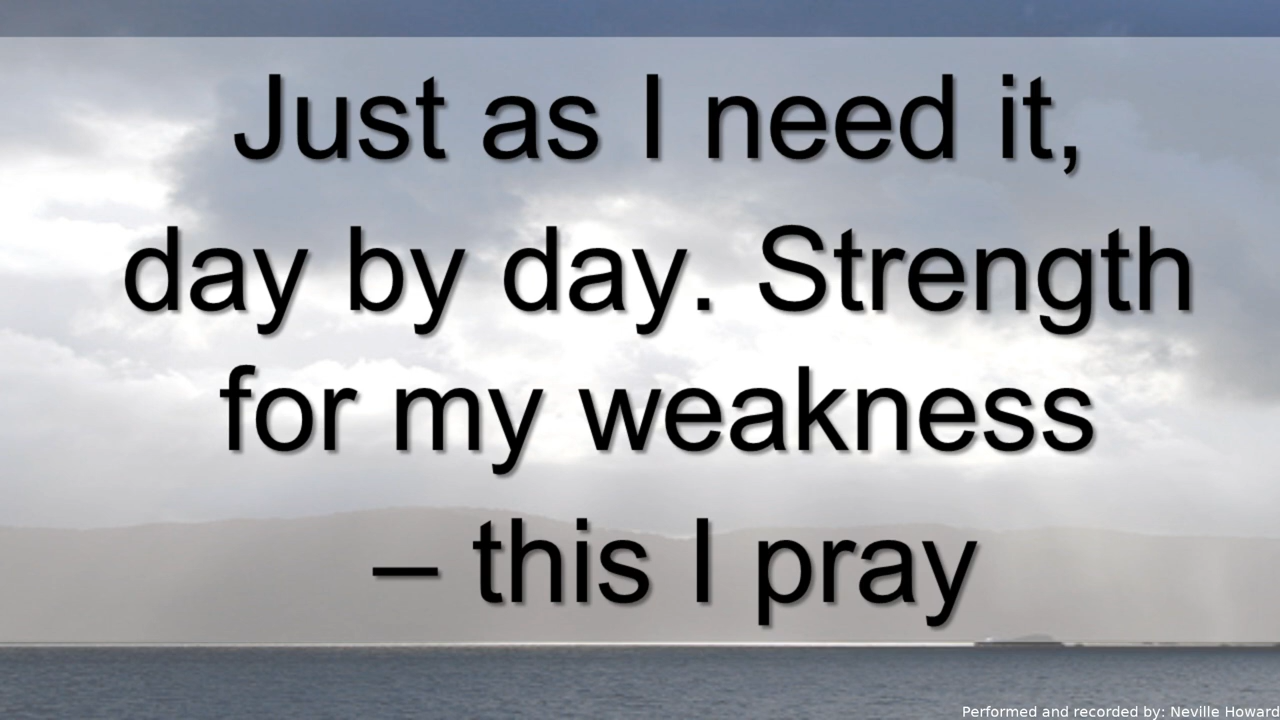 Just as I need it,
day by day. Strength
for my weakness
– this I pray
Performed and recorded by: Neville Howard